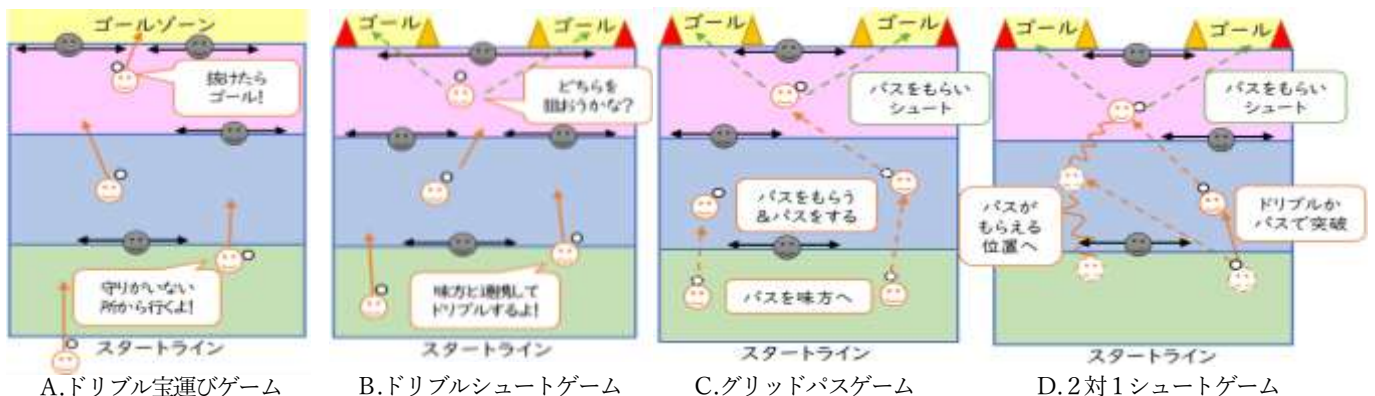 ゴールゾーン
抜けたら
ゴール!
守りがいない
所から行くよ!
スタートライン
A.ドリブル宝運びゲーム
ゴール
ゴール
どちらを
狙おうかな?
味方と連携して
ドリブルするよ!
スタートライン
B.ドリブルシュートゲーム
ゴール
ゴール
パスをもらい
シュート
パスをもらう
&パスをする
パスを味方へ
スタートライン
C.グリッドパスゲーム
ゴール
ゴール
パスをもらい
シュート
パスが
もらえる
位置へ
ドリブルか
パスで突破
スタートライン
D.2対1シュートゲーム